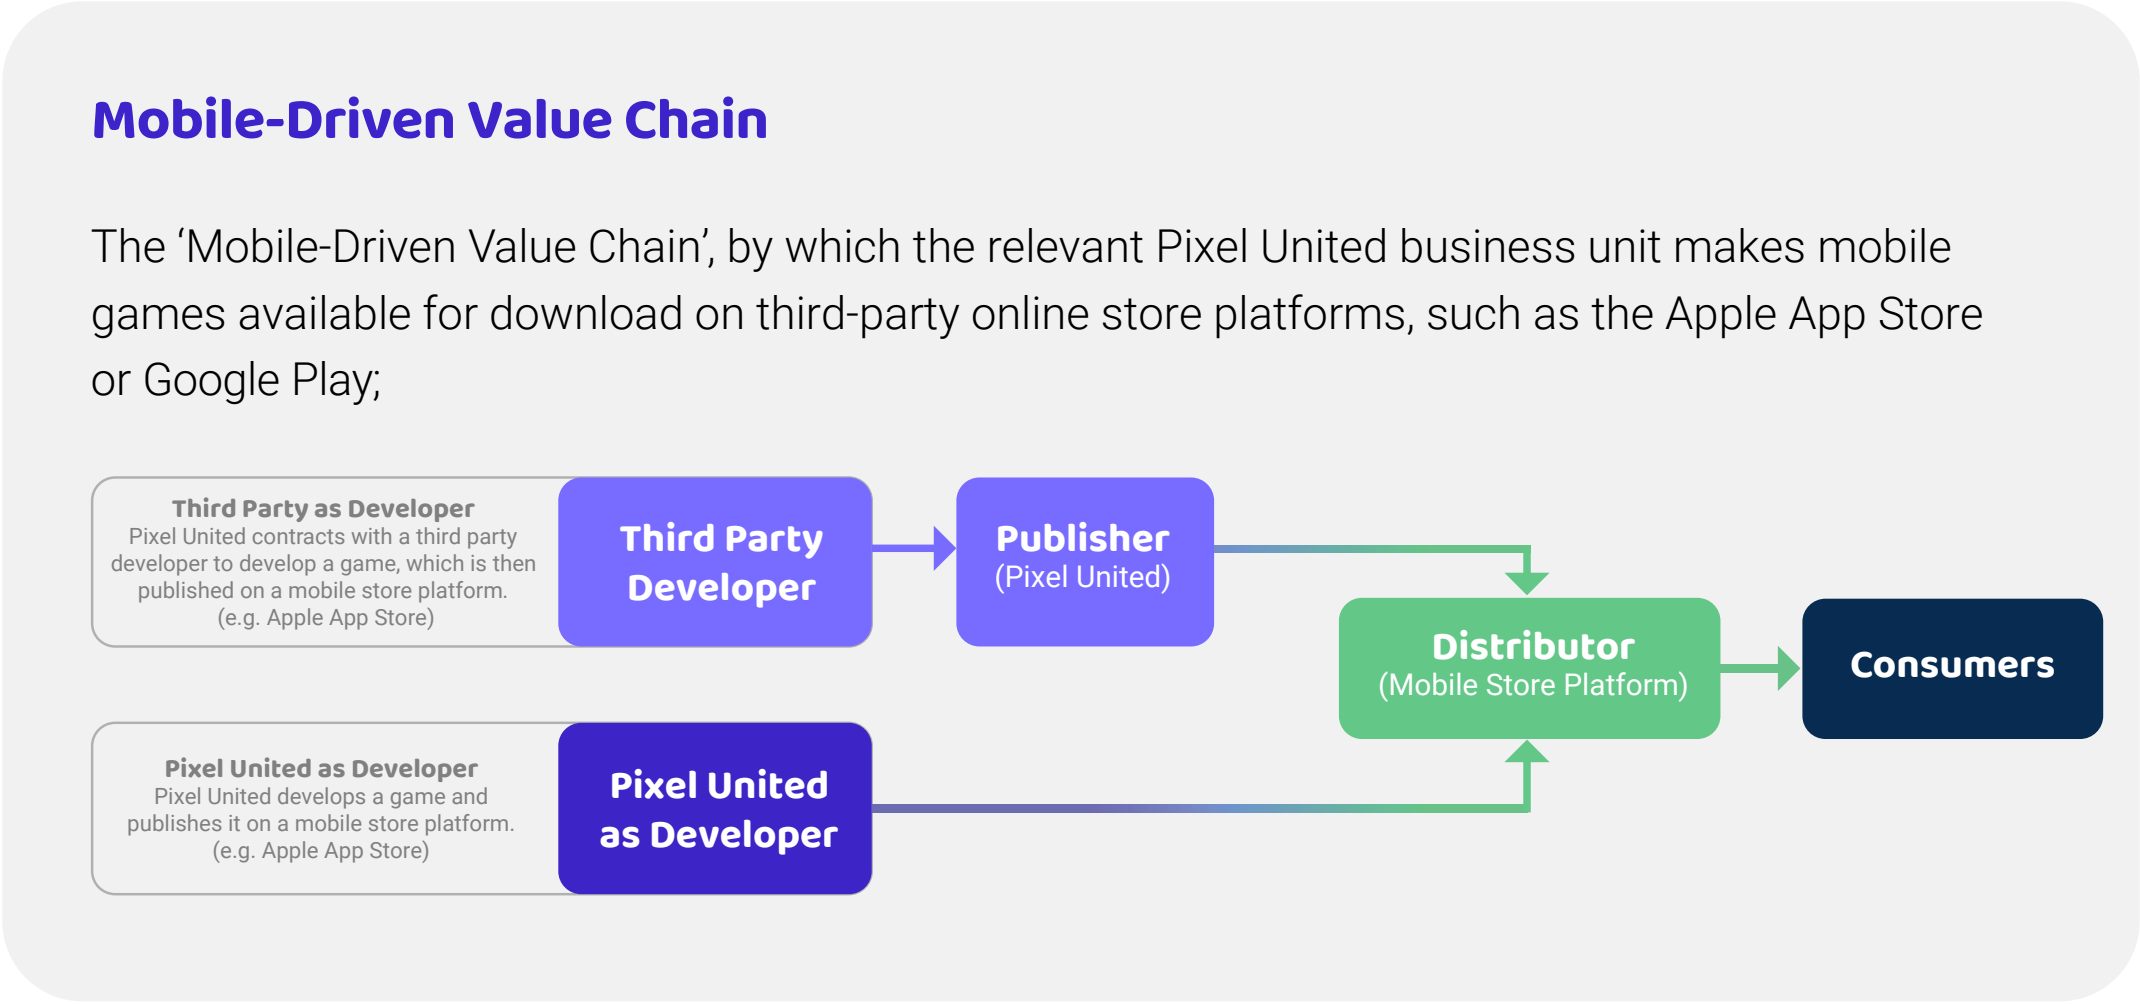 Mobile-Driven Value Chain
The ‘Mobile-Driven Value Chain’, by which the relevant Pixel United business unit makes mobile
games available for download on third-party online store platforms, such as the Apple App Store
or Google Play;
Third Party as Developer
Pixel United contracts with a third party
developer to develop a game, which is then
published on a mobile store platform.
(e.g. Apple App Store)
Third Party
Developer
Publisher
(Pixel United)
Distributor
(Mobile Store Platform)
Consumers
Pixel United as Developer
Pixel United develops a game and
publishes it on a mobile store platform.
(e.g. Apple App Store)
Pixel United
as Developer